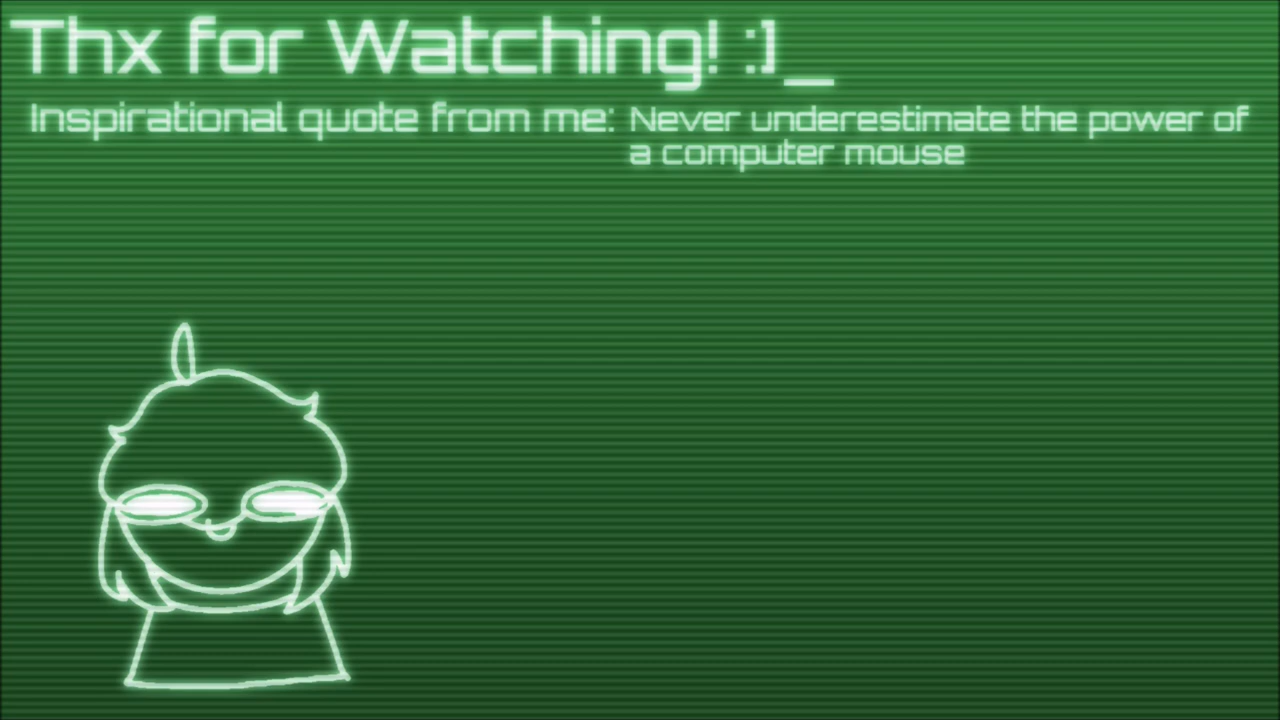 Thx for Watching! :]_
Inspirational quote from me: Never underestimate the power of
a computer mouse